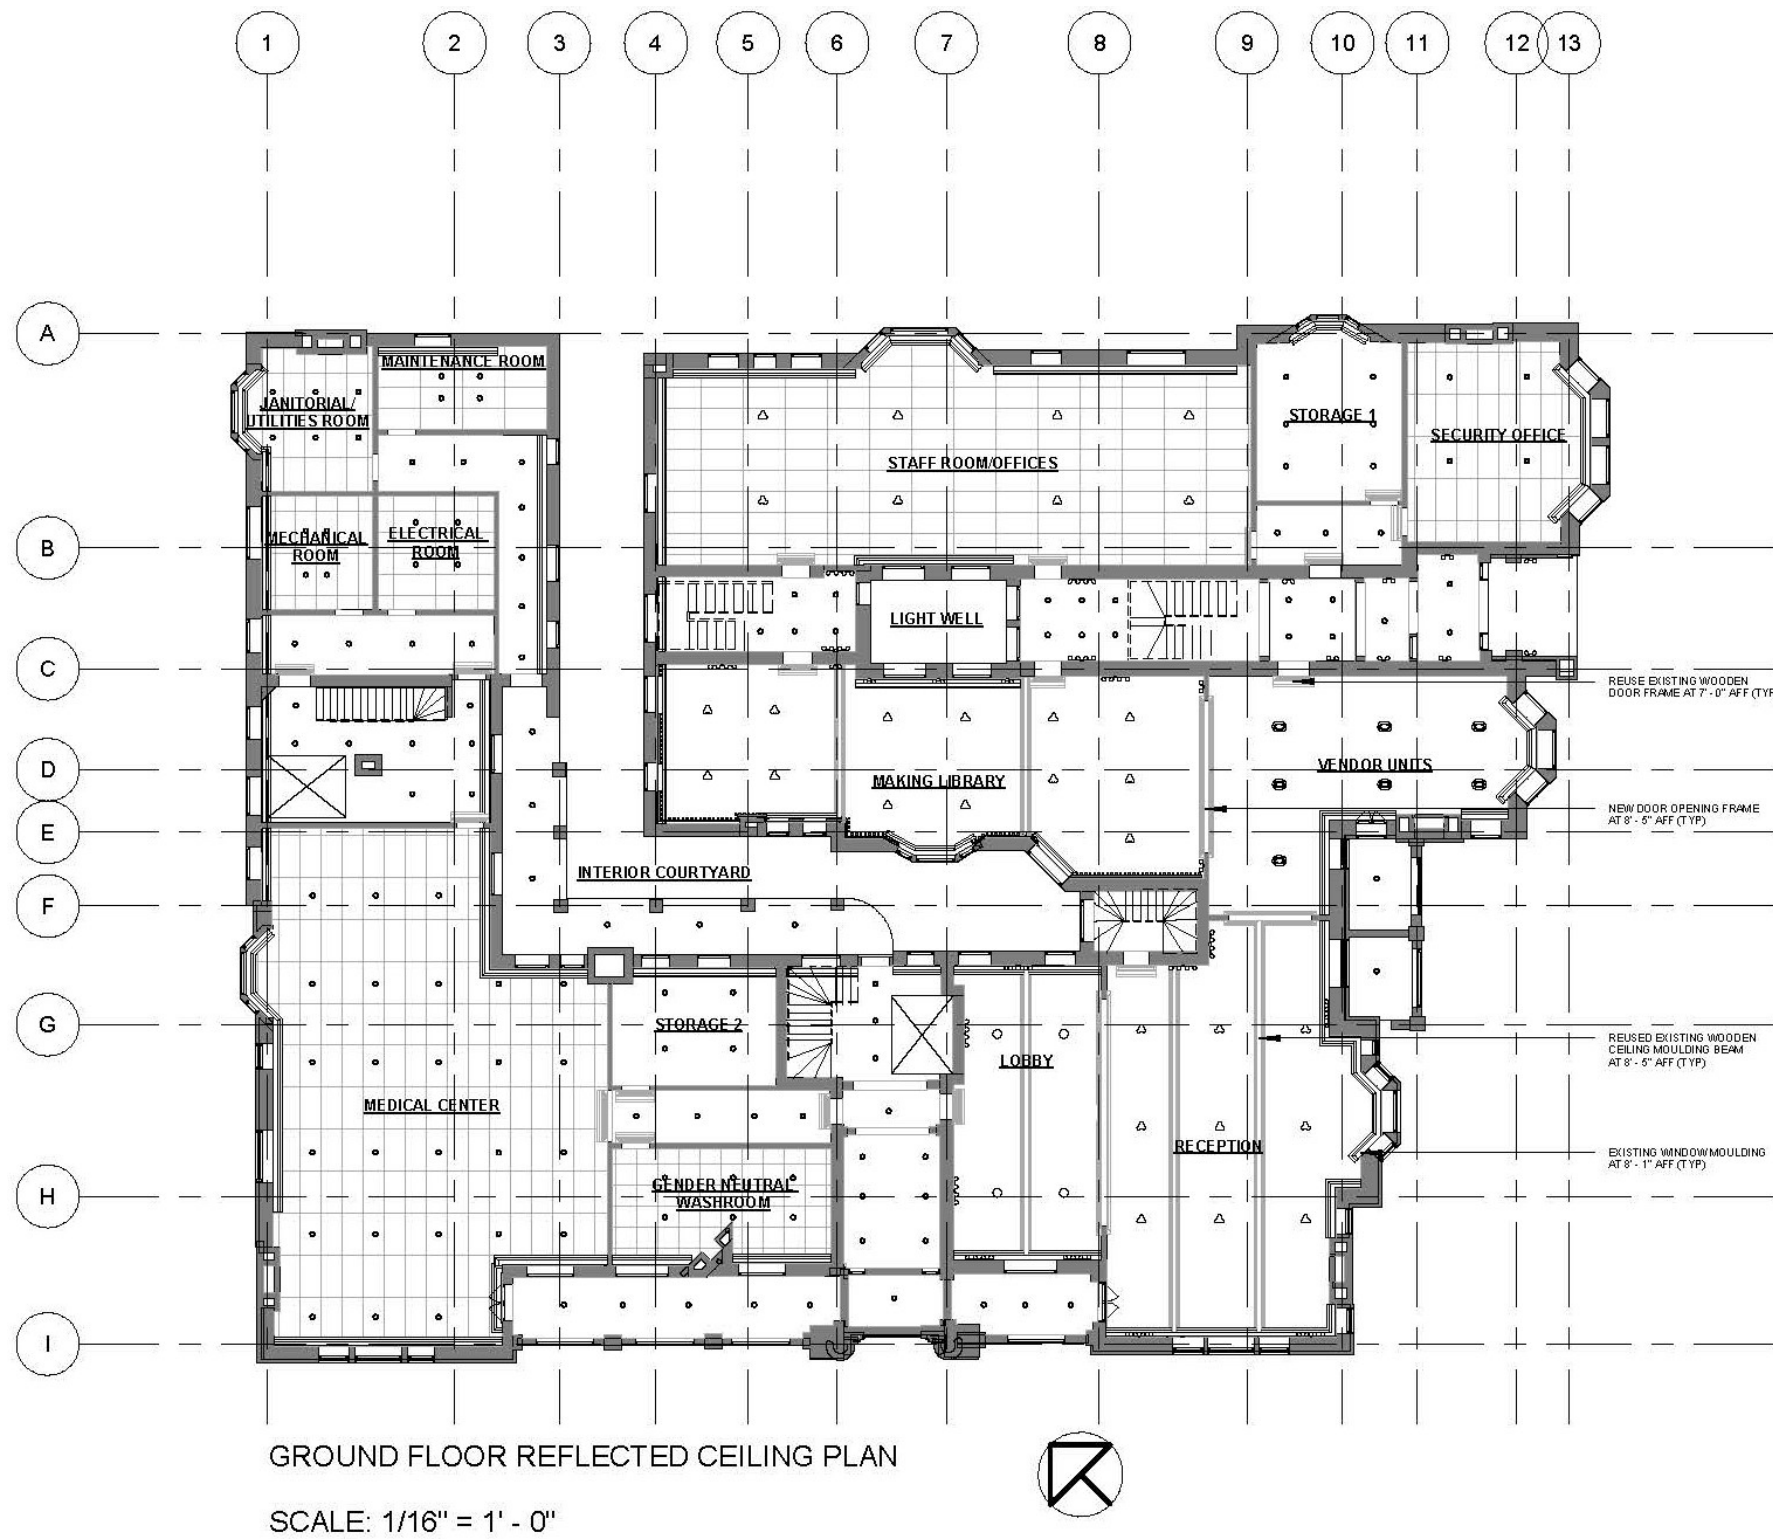 1 2 3 4 5 6 7 8 9 10 11 12 13
A
MAINTENANCE ROOM
JANITORIAL/
UTILITIES ROOM
STORAGE 1
SECURITY OFFICE
STAFF ROOM/OFFICES
B
MECHANICAL
ROOM
ELECTRICAL
ROOM
LIGHT WELL
C
REUSE EXISTING WOODEN
DOOR FRAME AT 7' - 0" AFF (TYP
D
MAKING LIBRARY
VENDOR UNITS
NEW DOOR OPENING FRAME
AT 8' - 5" AFF (TYP)
E
INTERIOR COURTYARD
F
G
STORAGE 2
LOBBY
REUSED EXISTING WOODEN
CEILING MOULDING BEAM
AT 8' - 5" AFF (TYP)
MEDICAL CENTER
RECEPTION
EXISTING WINDOW MOULDING
AT 8' - 1" AFF (TYP)
H
GENDER NEUTRAL
WASHROOM
I
GROUND FLOOR REFLECTED CEILING PLAN
SCALE: 1/16" = 1' - 0"